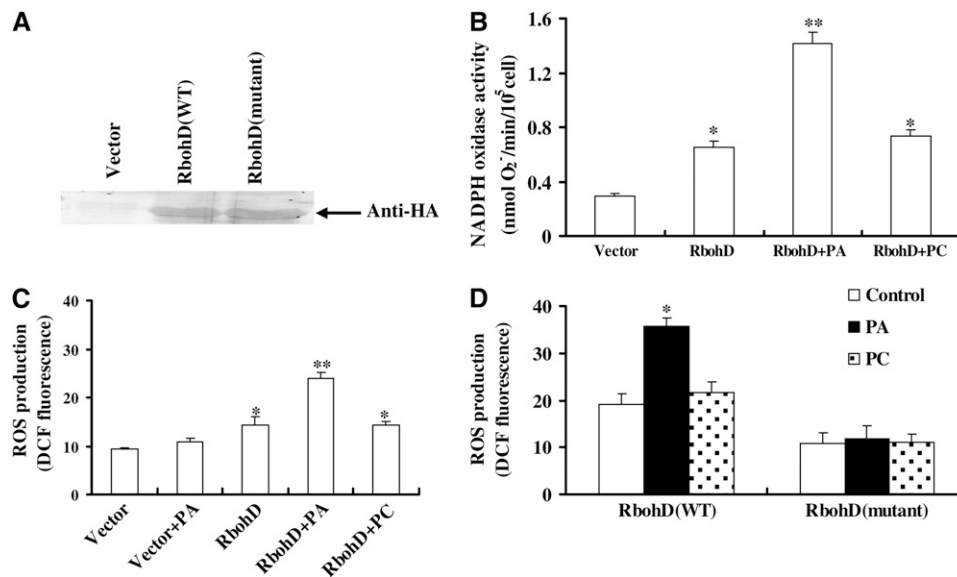 A
Vector
RbohD(WT)
RbohD(mutant)
Anti-HA
B
NADPH oxidase activity
(nmol O₂⁻/min/10⁵ cell)
1.6
1.2
0.8
0.4
0
*
**
*
Vector
RbohD
RbohD+PA
RbohD+PC
C
ROS production
(DCF fluorescence)
40
30
20
10
0
*
**
*
Vector
Vector+PA
RbohD
RbohD+PA
RbohD+PC
D
ROS production
(DCF fluorescence)
40
30
20
10
0
*
Control
PA
PC
RbohD(WT)
RbohD(mutant)